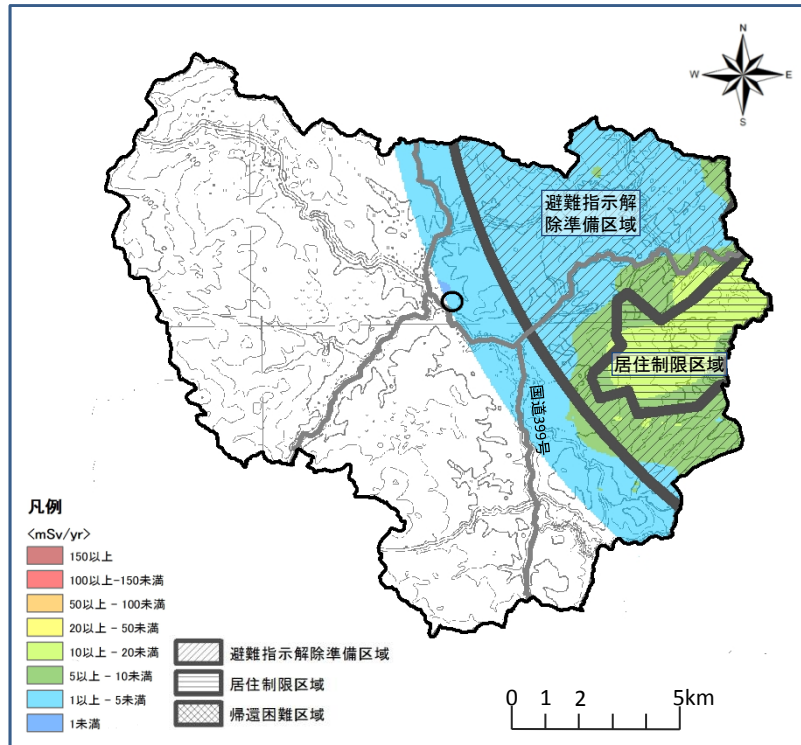 N
W
E
S
避難指示解
除準備区域
居住制限区域
国道399号
凡例
<mSv/yr>
150以上
100以上-150未満
50以上 - 100未満
20以上 - 50未満
10以上 - 20未満
5以上 - 10未満
1以上 - 5未満
1未満
避難指示解除準備区域
居住制限区域
帰還困難区域
0 1 2 5km